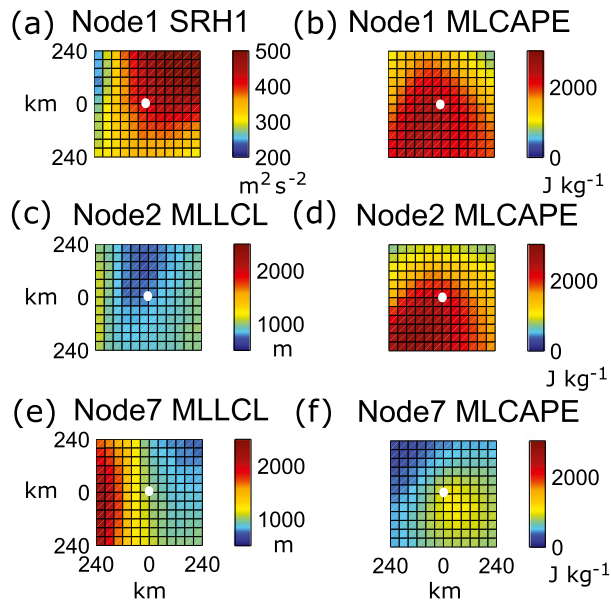 (a) Node1 SRH1
240
km 0
240
500
400
300
200
m² s⁻²
(b) Node1 MLCAPE
2000
0
J kg⁻¹
(c) Node2 MLLCL
240
km 0
240
2000
1000
m
(d) Node2 MLCAPE
2000
0
J kg⁻¹
(e) Node7 MLLCL
240
km 0
240
240 0 240
km
2000
1000
m
(f) Node7 MLCAPE
240 0 240
km
2000
0
J kg⁻¹